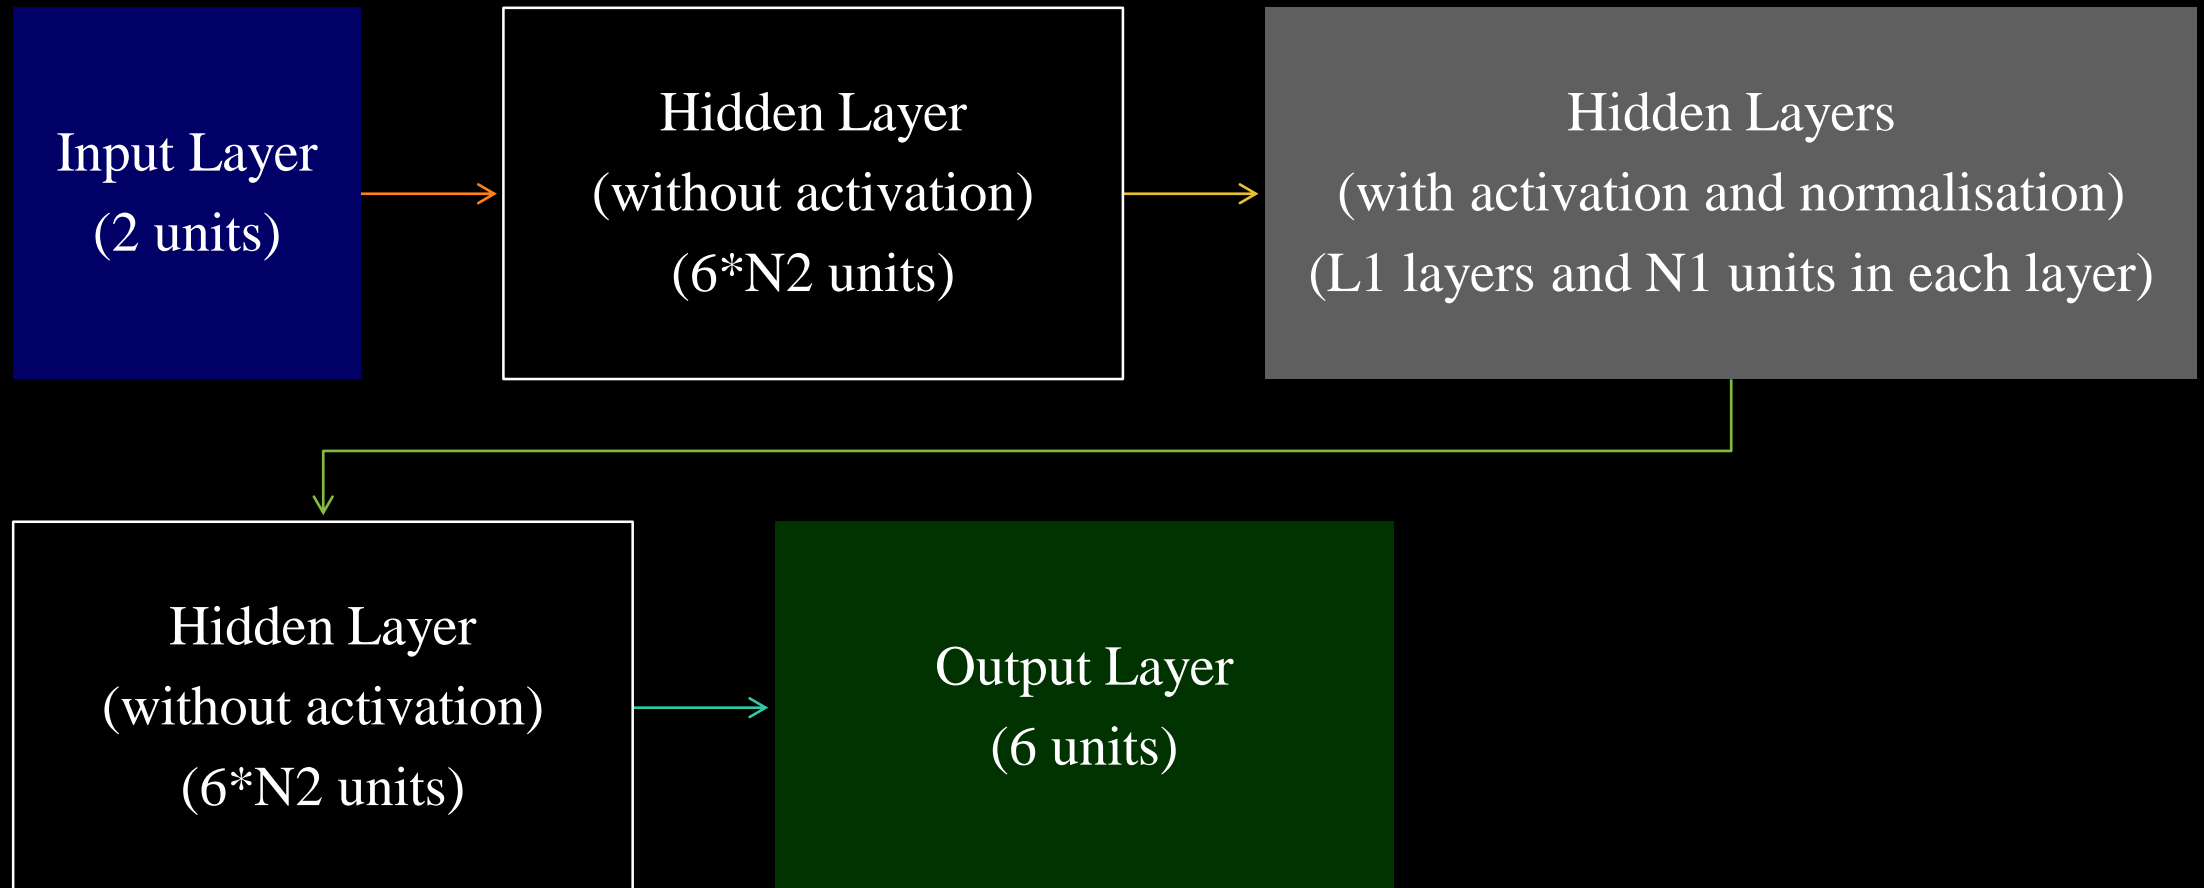 Input Layer
(2 units)
Hidden Layer
(without activation)
(6*N2 units)
Hidden Layers
(with activation and normalisation)
(L1 layers and N1 units in each layer)
Hidden Layer
(without activation)
(6*N2 units)
Output Layer
(6 units)